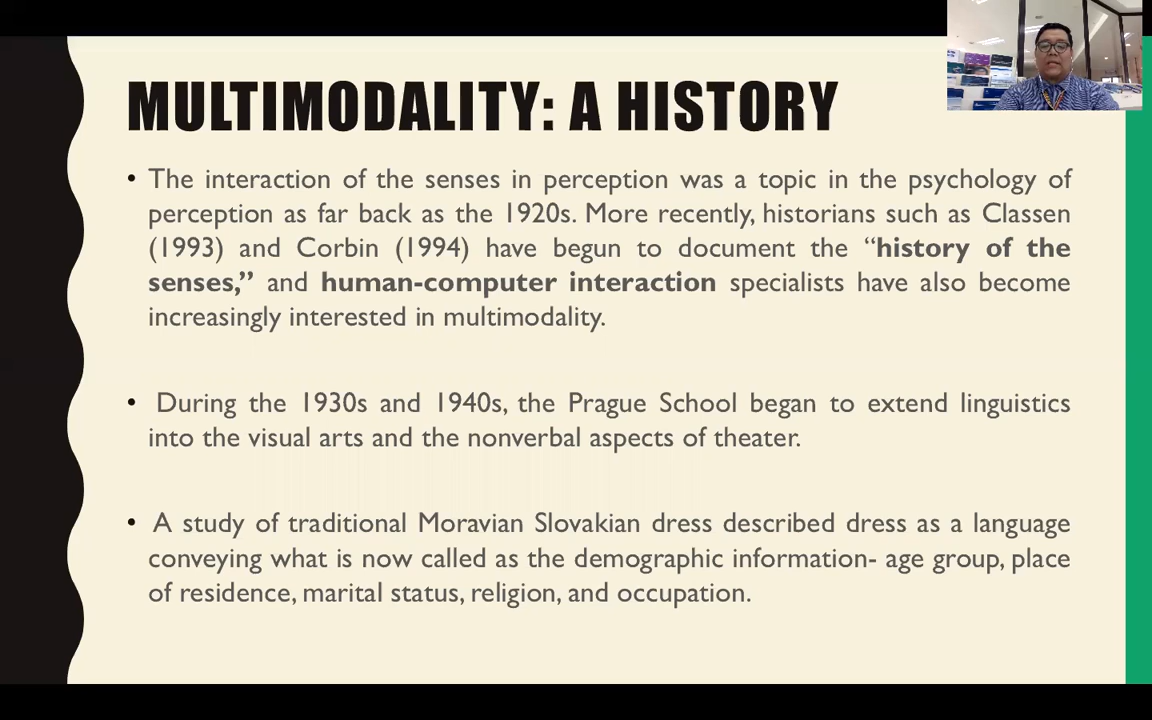 MULTIMODALITY: A HISTORY
• The interaction of the senses in perception was a topic in the psychology of
perception as far back as the 1920s. More recently, historians such as Classen
(1993) and Corbin (1994) have begun to document the “history of the
senses,” and human-computer interaction specialists have also become
increasingly interested in multimodality.
• During the 1930s and 1940s, the Prague School began to extend linguistics
into the visual arts and the nonverbal aspects of theater.
• A study of traditional Moravian Slovakian dress described dress as a language
conveying what is now called as the demographic information- age group, place
of residence, marital status, religion, and occupation.